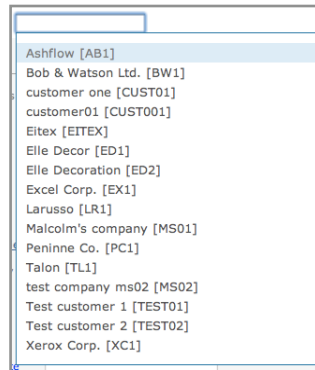 Ashflow [AB1]
Bob & Watson Ltd. [BW1]
customer one [CUST01]
customer01 [CUST001]
Eitex [EITEX]
Elle Decor [ED1]
Elle Decoration [ED2]
Excel Corp. [EX1]
Larusso [LR1]
Malcolm's company [MS01]
Peninne Co. [PC1]
Talon [TL1]
test company ms02 [MS02]
Test customer 1 [TEST01]
Test customer 2 [TEST02]
Xerox Corp. [XC1]